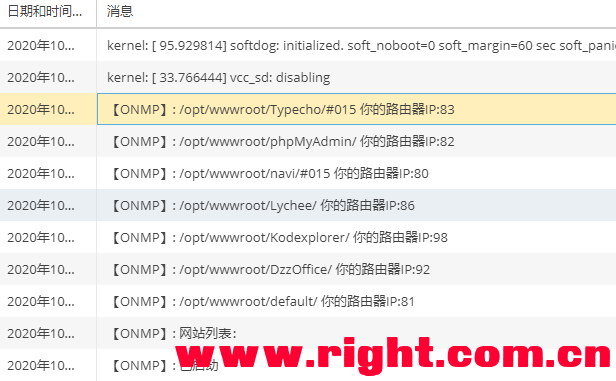 日期和时间... 消息
2020年10... kernel: [ 95.929814] softdog: initialized. soft_noboot=0 soft_margin=60 sec soft_panic
2020年10... kernel: [ 33.766444] vcc_sd: disabling
2020年10... 【ONMP】: /opt/wwwroot/Typecho/#015 你的路由器IP:83
2020年10... 【ONMP】: /opt/wwwroot/phpMyAdmin/ 你的路由器IP:82
2020年10... 【ONMP】: /opt/wwwroot/navi/#015 你的路由器IP:80
2020年10... 【ONMP】: /opt/wwwroot/Lychee/ 你的路由器IP:86
2020年10... 【ONMP】: /opt/wwwroot/Kodexplorer/ 你的路由器IP:98
2020年10... 【ONMP】: /opt/wwwroot/DzzOffice/ 你的路由器IP:92
2020年10... 【ONMP】: /opt/wwwroot/default/ 你的路由器IP:81
2020年10... 【ONMP】: 网站列表:
2020年10... 【ONMP】: 已启动
www.right.com.cn